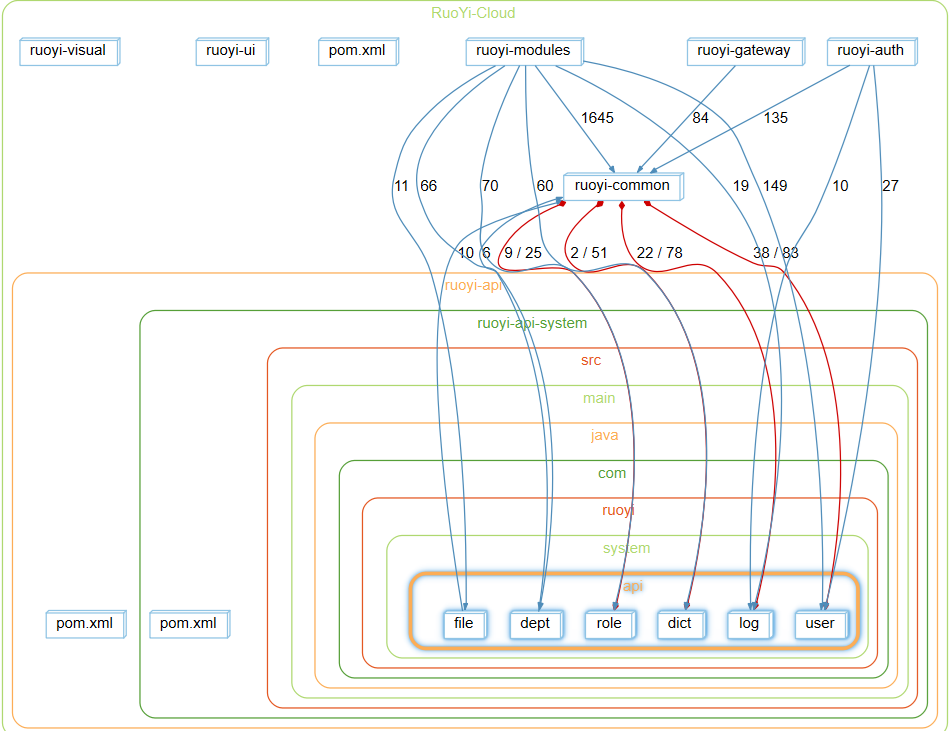 RuoYi-Cloud
ruoyi-visual
ruoyi-ui
pom.xml
ruoyi-modules
ruoyi-gateway
ruoyi-auth
1645
84
135
11
66
70
60
ruoyi-common
19
149
10
27
10
6
9 / 25
2 / 51
22 / 78
38 / 83
ruoyi-api
ruoyi-api-system
src
main
java
com
ruoyi
system
api
pom.xml
pom.xml
file
dept
role
dict
log
user